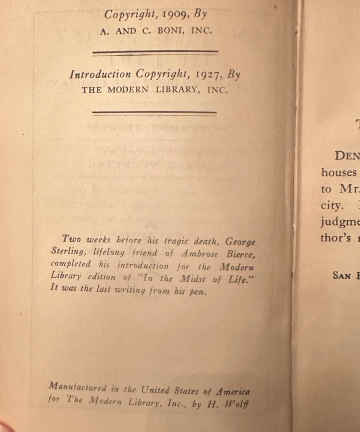 Copyright, 1909, By
A. AND C. BONI, INC.
Introduction Copyright, 1927, By
THE MODERN LIBRARY, INC.
Two weeks before his tragic death, George
Sterling, lifelong friend of Ambrose Bierce,
completed his introduction for the Modern
Library edition of "In the Midst of Life."
It was the last writing from his pen.
Manufactured in the United States of America
for The Modern Library, Inc., by H. Wolff
DEN
houses
to Mr.
city.
judgme
thor's
SAN